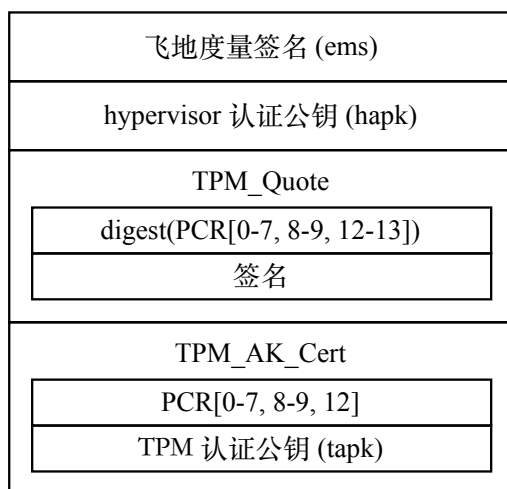 飞地度量签名 (ems)
hypervisor 认证公钥 (hapk)
TPM_Quote
digest(PCR[0-7, 8-9, 12-13])
签名
TPM_AK_Cert
PCR[0-7, 8-9, 12]
TPM 认证公钥 (tapk)